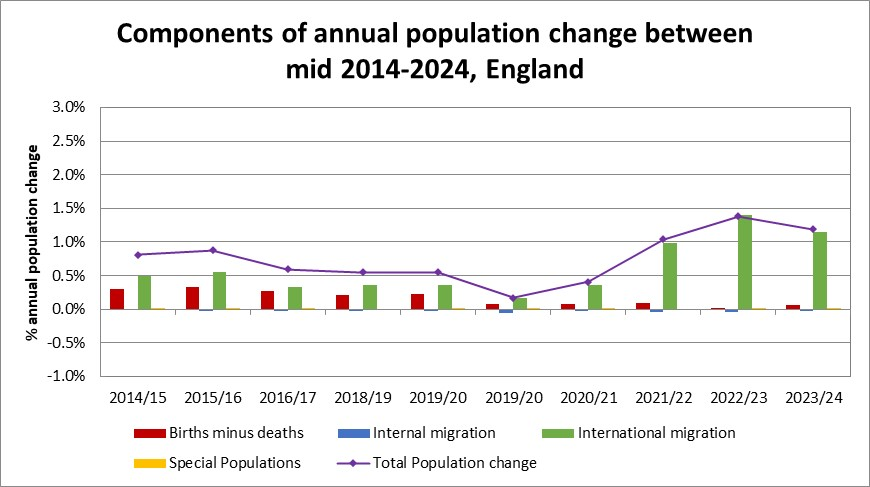 Components of annual population change between
mid 2014-2024, England
% annual population change
3.0%
2.5%
2.0%
1.5%
1.0%
0.5%
0.0%
-0.5%
-1.0%
2014/15 2015/16 2016/17 2018/19 2019/20 2019/20 2020/21 2021/22 2022/23 2023/24
Births minus deaths Internal migration International migration
Special Populations Total Population change